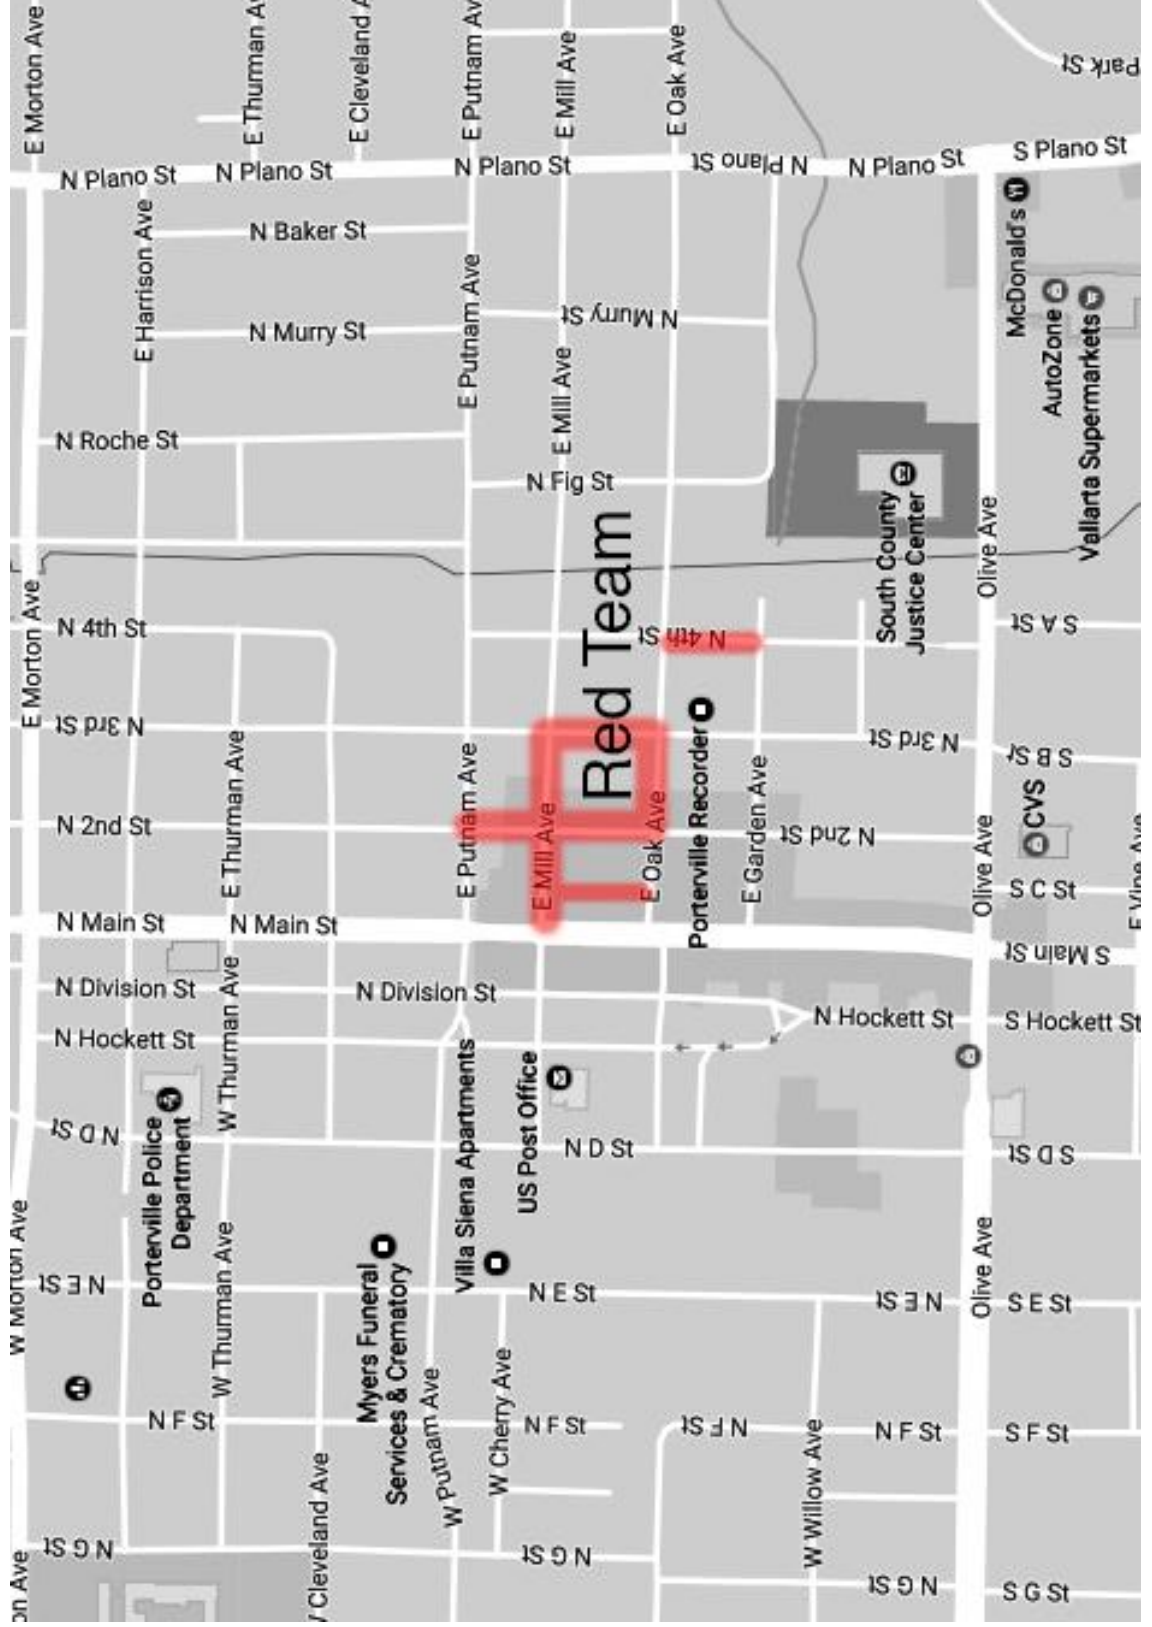 E Morton Ave
E Thurman Av
E Cleveland A
E Putnam Av
E Mill Ave
E Oak Ave
Park St
N Plano St
N Plano St
N Plano St
N Plano St
N Plano St
S Plano St
E Harrison Ave
N Baker St
E Putnam Ave
McDonald's
AutoZone
Vallarta Supermarkets
N Murry St
N Murry St
E Mill Ave
N Roche St
N Fig St
South County
Justice Center
Olive Ave
Red Team
E Morton Ave
N 4th St
N 4th St
S A St
N 3rd St
N 3rd St
S B St
E Thurman Ave
E Putnam Ave
E Mill Ave
E Oak Ave
Porterville Recorder
E Garden Ave
CVS
N 2nd St
N 2nd St
Olive Ave
S C St
E Vine Ave
N Main St
N Main St
S Main St
N Division St
N Division St
W Thurman Ave
N Hockett St
S Hockett St
N Hockett St
Porterville Police
Department
Villa Siena Apartments
US Post Office
N D St
N D St
S D St
W Morton Ave
W Thurman Ave
N E St
N E St
N E St
Olive Ave
S E St
Myers Funeral
Services & Crematory
W Putnam Ave
W Cherry Ave
N F St
N F St
N F St
W Willow Ave
N F St
S F St
W Cleveland Ave
on Ave
N G St
N G St
N G St
S G St